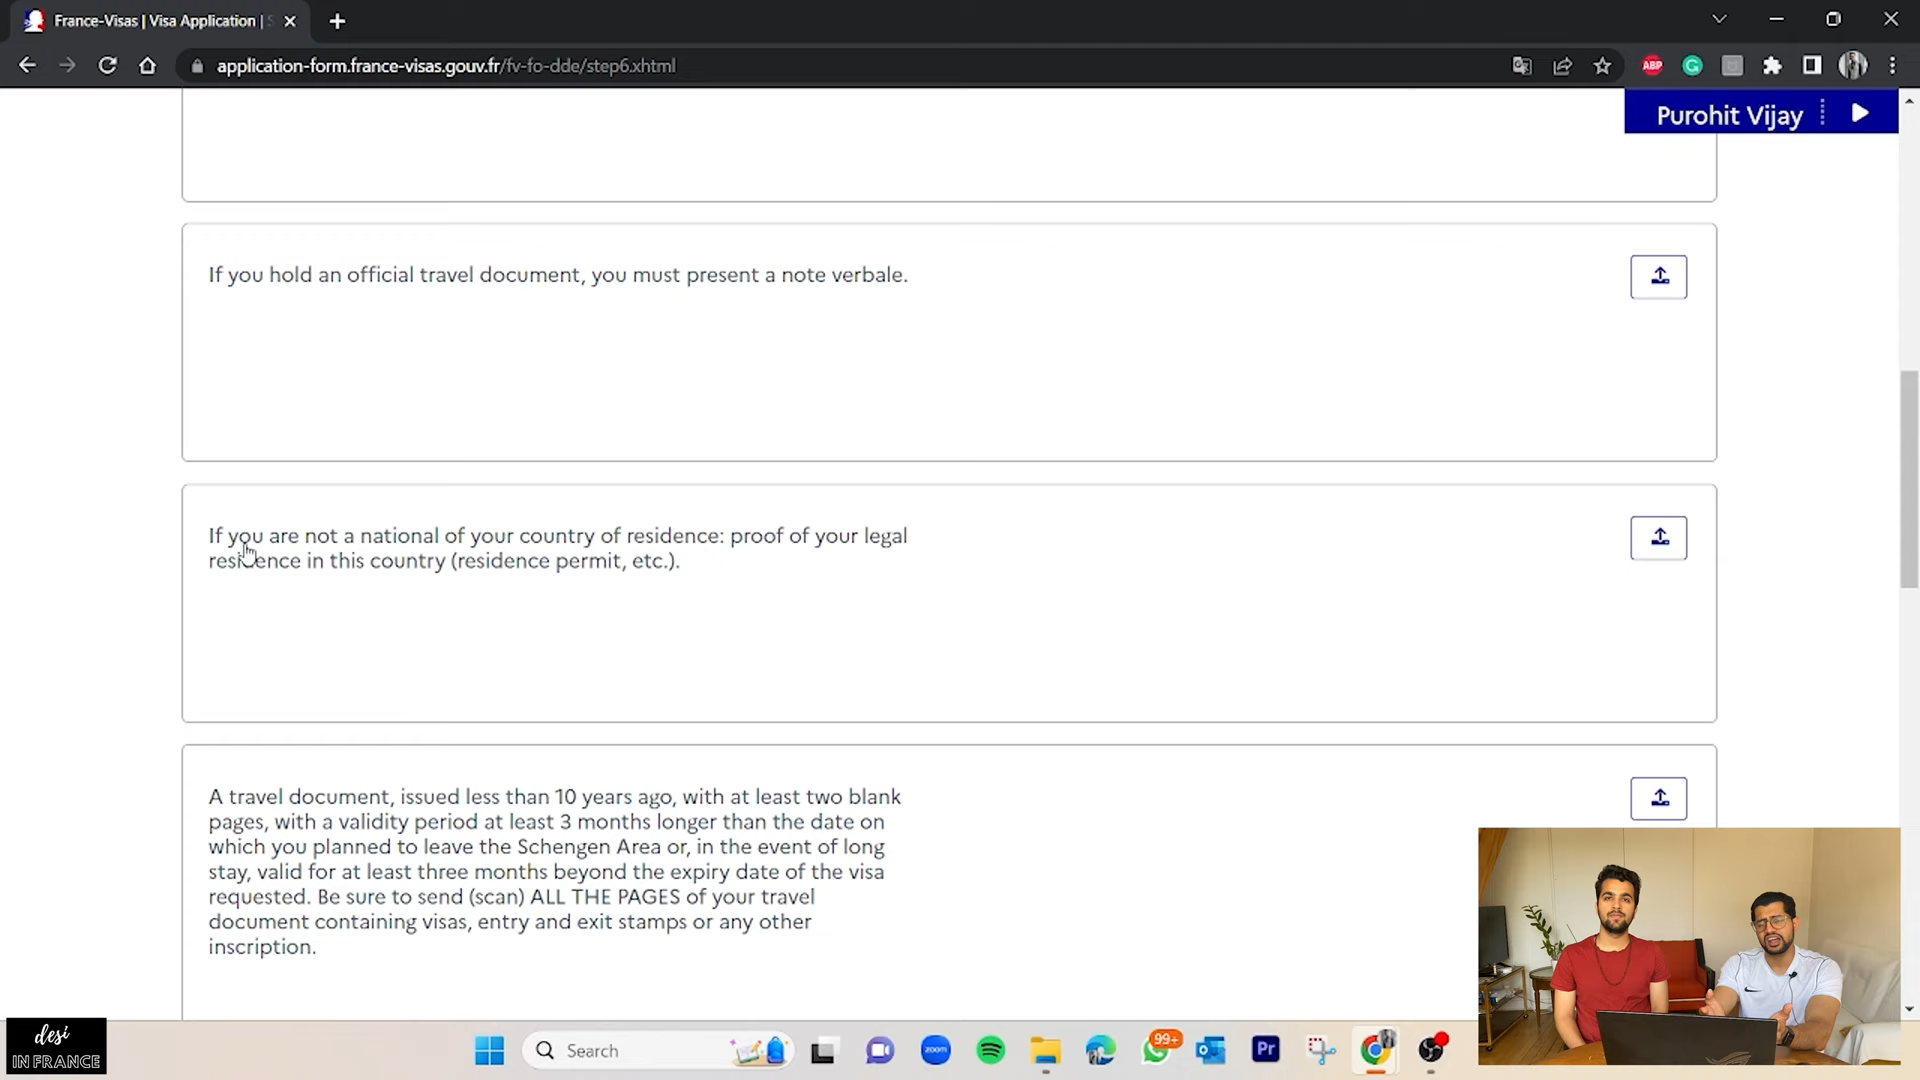 France-Visas | Visa Application |
application-form.france-visas.gouv.fr/fv-fo-dde/step6.xhtml
ABP
Purohit Vijay
If you hold an official travel document, you must present a note verbale.
If you are not a national of your country of residence: proof of your legal
residence in this country (residence permit, etc.).
A travel document, issued less than 10 years ago, with at least two blank
pages, with a validity period at least 3 months longer than the date on
which you planned to leave the Schengen Area or, in the event of long
stay, valid for at least three months beyond the expiry date of the visa
requested. Be sure to send (scan) ALL THE PAGES of your travel
document containing visas, entry and exit stamps or any other
inscription.
desi
IN FRANCE
Search
zoom
99+
Pr